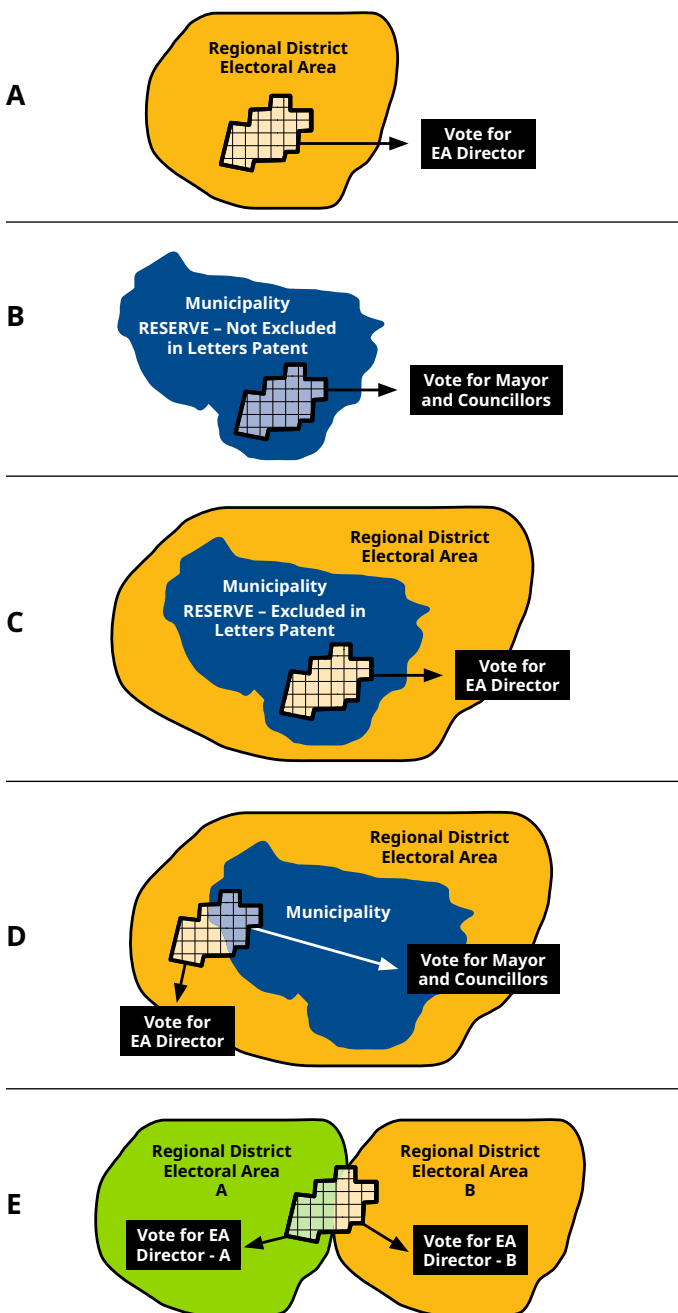 A
Regional District
Electoral Area
Vote for
EA Director
B
Municipality
RESERVE – Not Excluded
in Letters Patent
Vote for Mayor
and Councillors
C
Regional District
Electoral Area
Municipality
RESERVE – Excluded in
Letters Patent
Vote for
EA Director
D
Regional District
Electoral Area
Municipality
Vote for Mayor
and Councillors
Vote for
EA Director
E
Regional District
Electoral Area
A
Regional District
Electoral Area
B
Vote for EA
Director - A
Vote for EA
Director - B